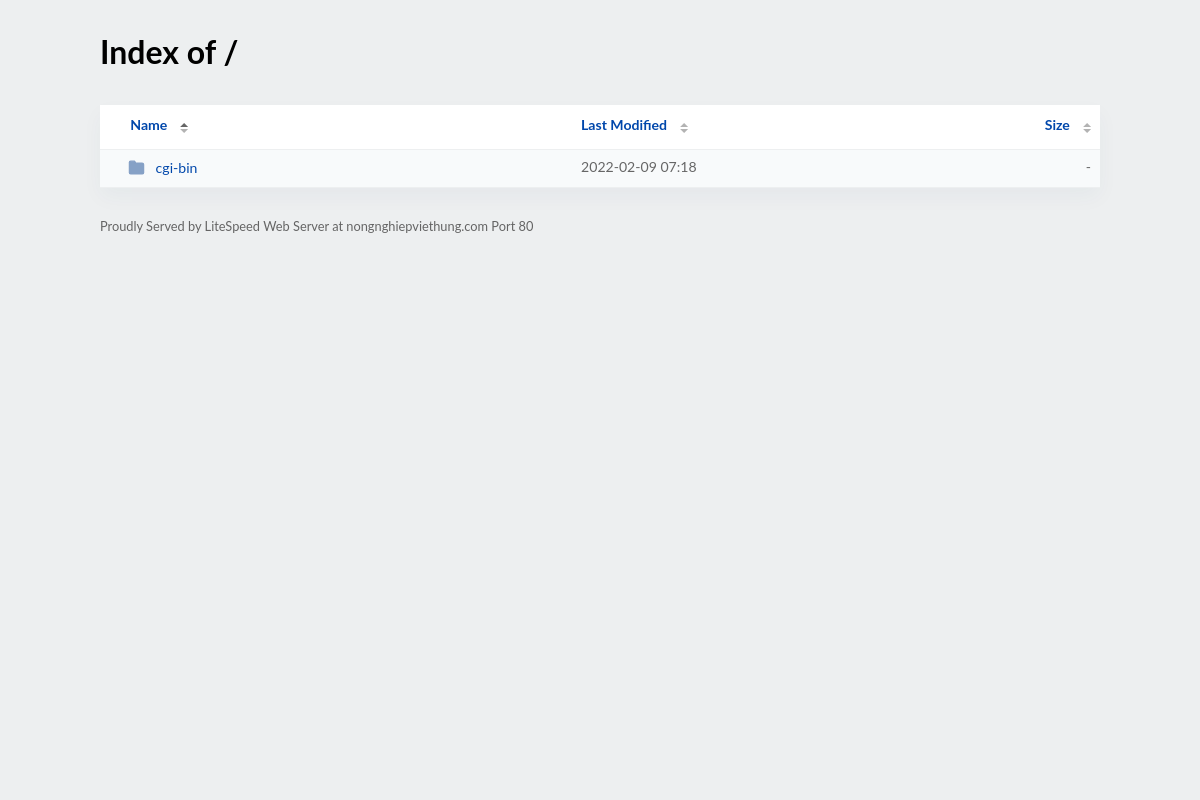 Index of /
Name Last Modified Size
cgi-bin 2022-02-09 07:18 -
Proudly Served by LiteSpeed Web Server at nongnghiepviethung.com Port 80